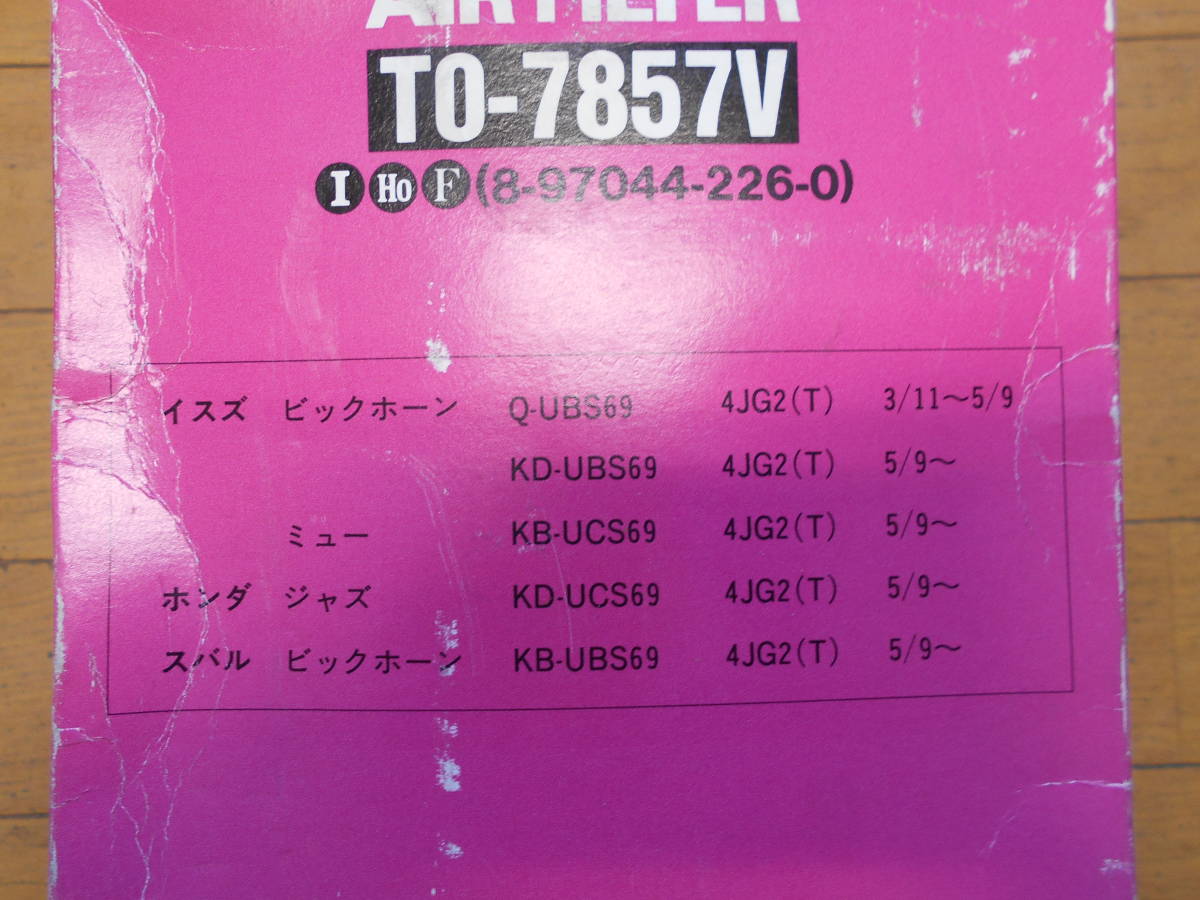 AIR FILTER
TO-7857V
I Ho F (8-97044-226-0)
イスズ ビックホーン Q-UBS69 4JG2(T) 3/11〜5/9
KD-UBS69 4JG2(T) 5/9〜
ミュー KB-UCS69 4JG2(T) 5/9〜
ホンダ ジャズ KD-UCS69 4JG2(T) 5/9〜
スバル ビックホーン KB-UBS69 4JG2(T) 5/9〜